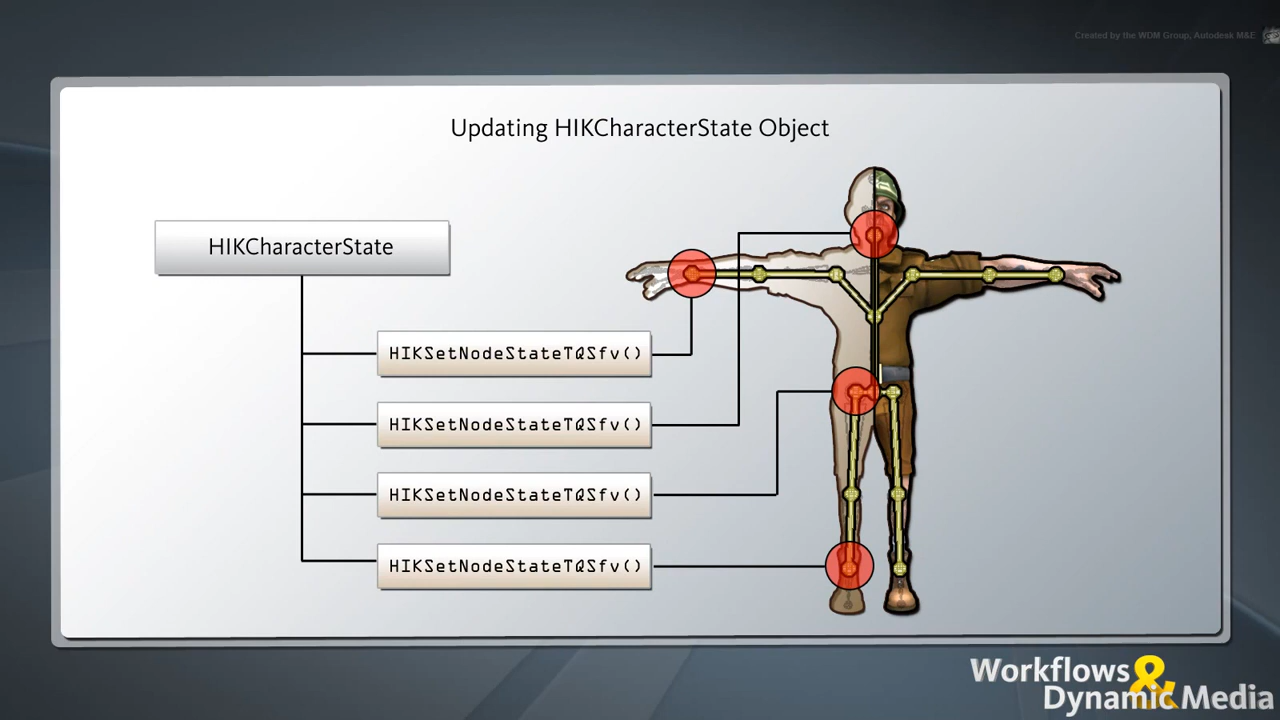 Created by the WDM Group, Autodesk M&E
Updating HIKCharacterState Object
HIKCharacterState
HIKSetNodeStateTQSfv()
HIKSetNodeStateTQSfv()
HIKSetNodeStateTQSfv()
HIKSetNodeStateTQSfv()
Workflows &
Dynamic Media